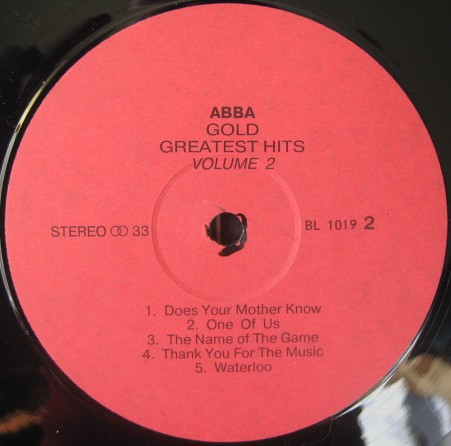 ABBA
GOLD
GREATEST HITS
VOLUME 2
STEREO 33
BL 1019 2
1. Does Your Mother Know
2. One Of Us
3. The Name of The Game
4. Thank You For The Music
5. Waterloo